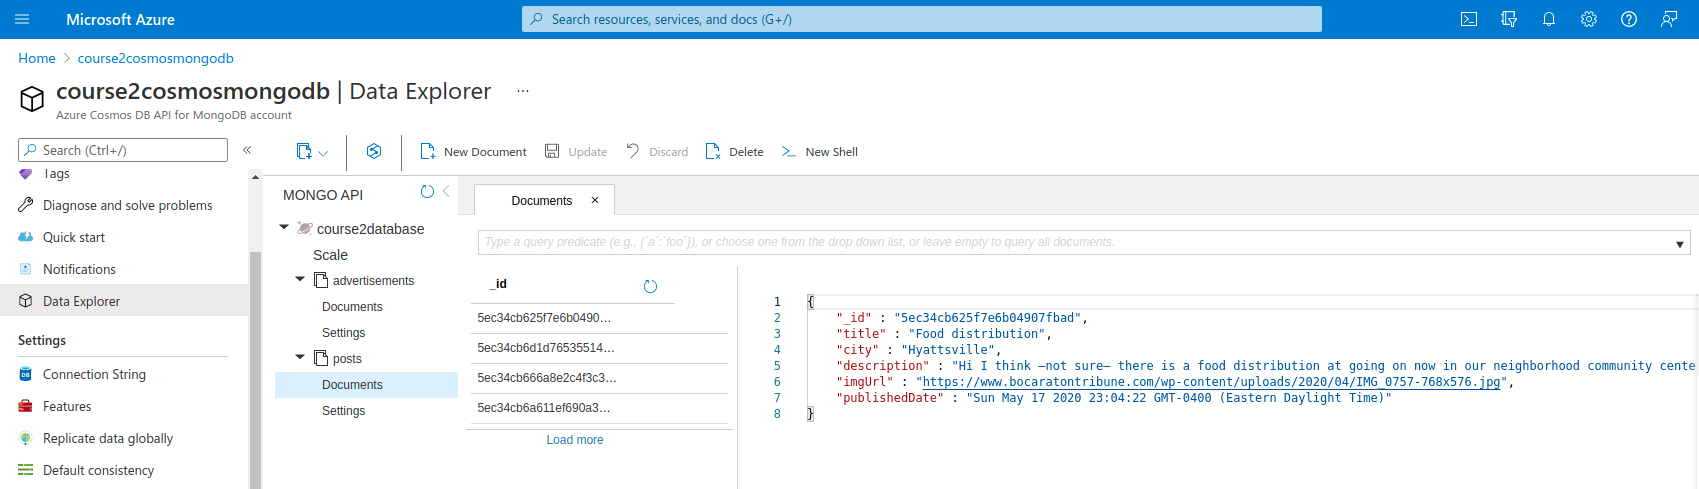 Microsoft Azure
Search resources, services, and docs (G+/)
Home > course2cosmosmongodb
course2cosmosmongodb | Data Explorer ...
Azure Cosmos DB API for MongoDB account
Search (Ctrl+/) «
New Document Update Discard Delete New Shell
Tags
Diagnose and solve problems
Quick start
Notifications
Data Explorer
Settings
Connection String
Features
Replicate data globally
Default consistency
MONGO API
course2database
Scale
advertisements
Documents
Settings
posts
Documents
Settings
Documents ×
Type a query predicate (e.g., {´a´:´foo´}), or choose one from the drop down list, or leave empty to query all documents.
_id
5ec34cb625f7e6b0490...
5ec34cb6d1d76535514...
5ec34cb666a8e2c4f3c3...
5ec34cb6a611ef690a3...
Load more
1 {
2 "_id" : "5ec34cb625f7e6b04907fbad",
3 "title" : "Food distribution",
4 "city" : "Hyattsville",
5 "description" : "Hi I think —not sure— there is a food distribution at going on now in our neighborhood community cente
6 "imgUrl" : "https://www.bocaratontribune.com/wp-content/uploads/2020/04/IMG_0757-768x576.jpg",
7 "publishedDate" : "Sun May 17 2020 23:04:22 GMT-0400 (Eastern Daylight Time)"
8 }